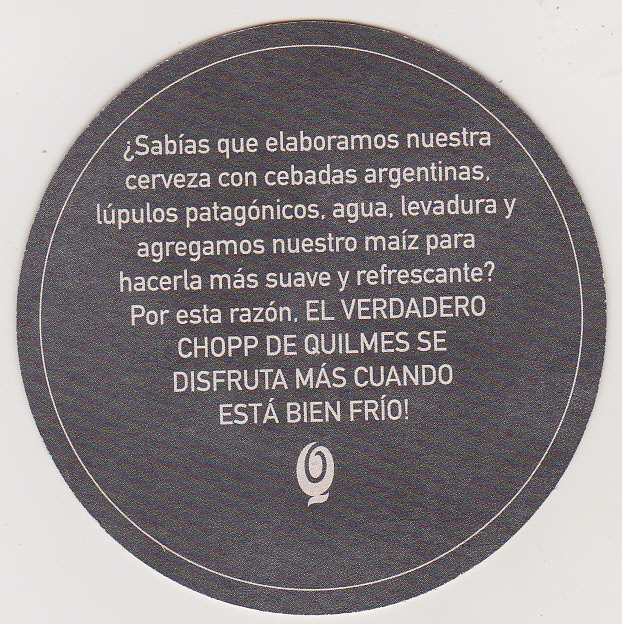 ¿Sabías que elaboramos nuestra
cerveza con cebadas argentinas,
lúpulos patagónicos, agua, levadura y
agregamos nuestro maíz para
hacerla más suave y refrescante?
Por esta razón, EL VERDADERO
CHOPP DE QUILMES SE
DISFRUTA MÁS CUANDO
ESTÁ BIEN FRÍO!
Q